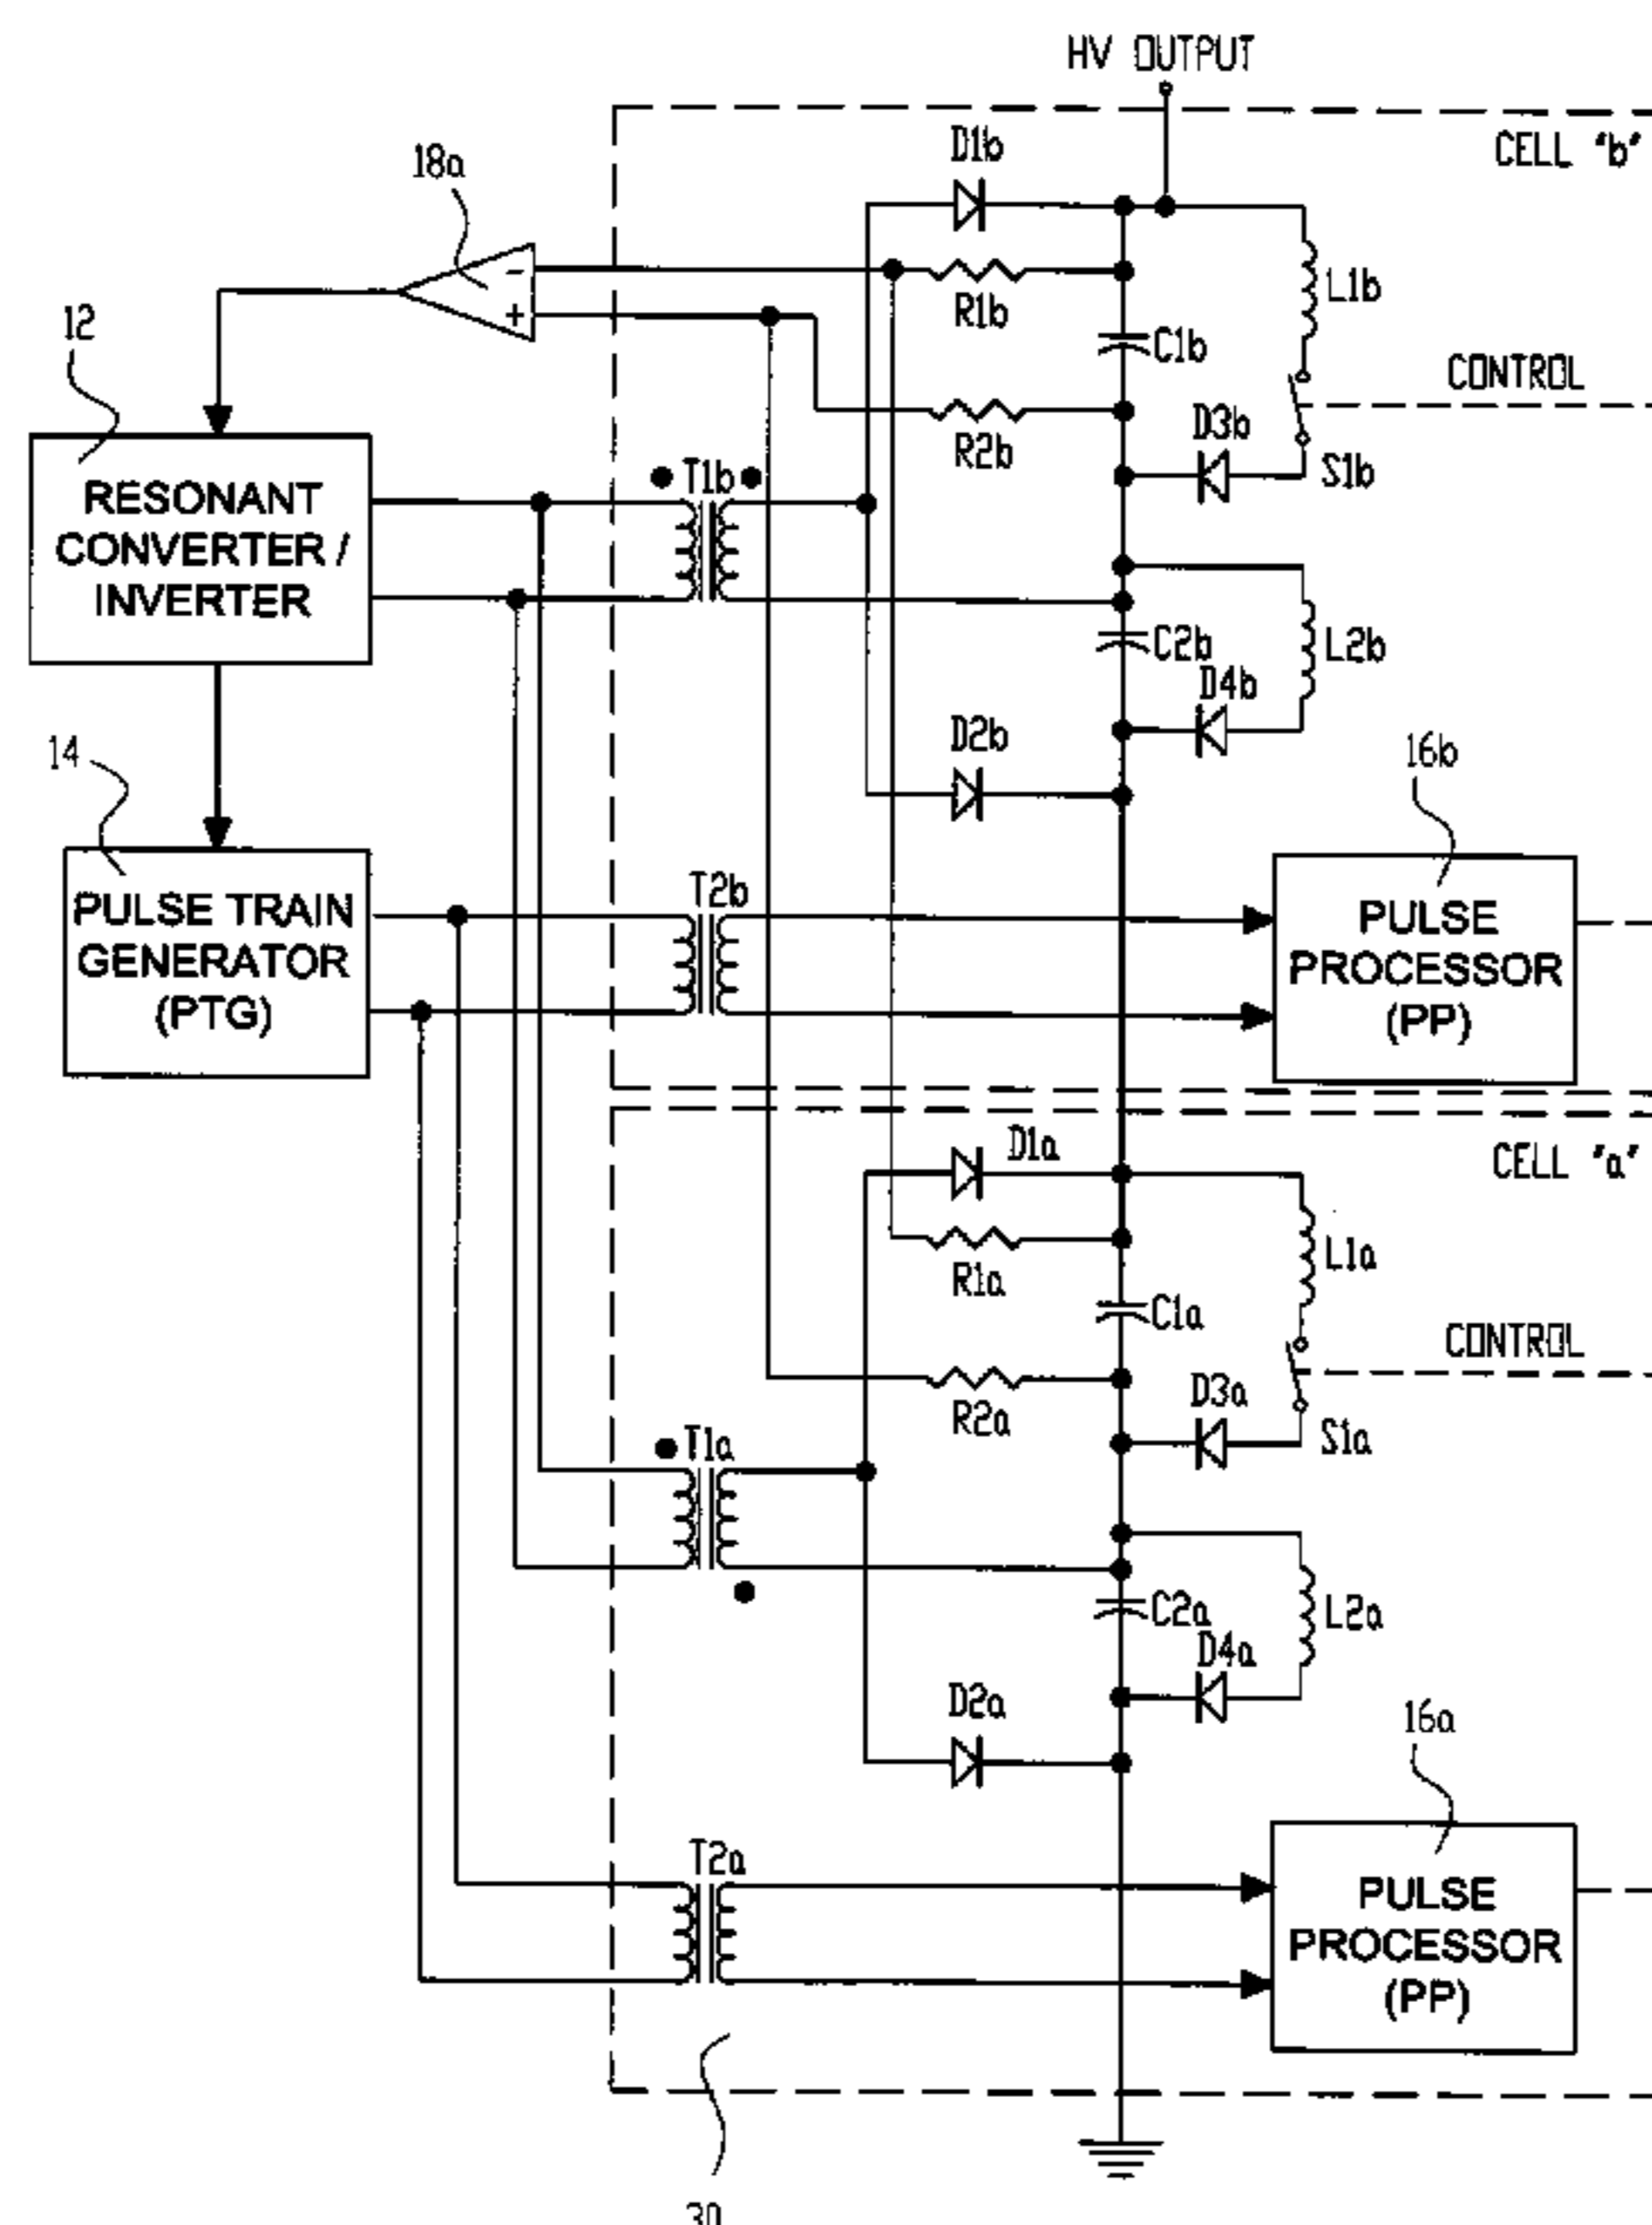 HV OUTPUT
CELL "b"
D1b
18a
R1b
L1b
C1b
12
CONTROL
R2b
D3b
S1b
T1b
RESONANT
CONVERTER /
INVERTER
C2b
L2b
D4b
D2b
14
16b
T2b
PULSE TRAIN
GENERATOR
(PTG)
PULSE
PROCESSOR
(PP)
D1a
CELL "a"
R1a
L1a
C1a
CONTROL
R2a
D3a
S1a
T1a
C2a
L2a
D4a
D2a
16a
T2a
PULSE
PROCESSOR
(PP)
30